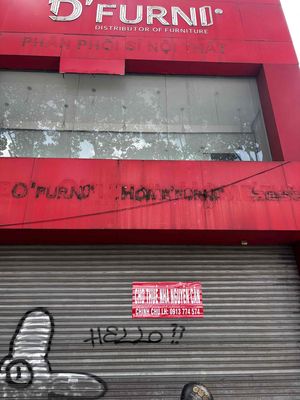 O'FURNI
DISTRIBUTOR OF FURNITURE
PHÂN PHỐI SỈ NỘI THẤT
O'FURNI
CHO THUÊ NHÀ NGUYÊN CĂN
CHÍNH CHỦ LH: 0913 774 574
HELLO??